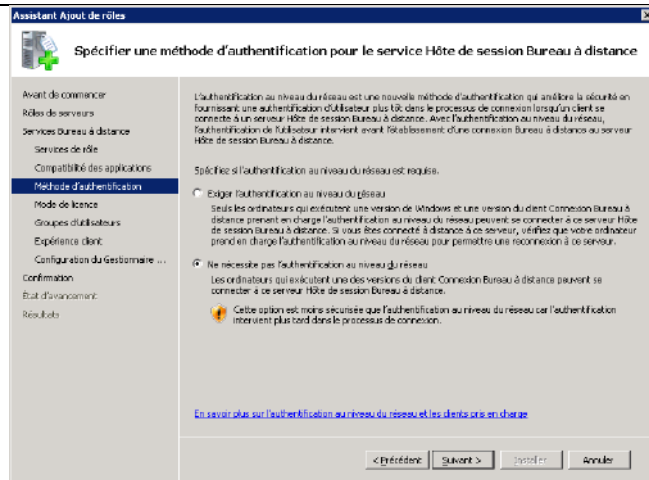 Assistant Ajout de rôles
Spécifier une méthode d'authentification pour le service Hôte de session Bureau à distance
Avant de commencer
Rôles de serveurs
Services Bureau à distance
Services de rôle
Compatibilité des applications
Méthode d'authentification
Mode de licence
Groupes d'utilisateurs
Expérience client
Configuration du Gestionnaire ...
Confirmation
État d'avancement
Résultats
L'authentification au niveau du réseau est une nouvelle méthode d'authentification qui améliore la sécurité en
fournissant une authentification d'utilisateur plus tôt dans le processus de connexion lorsqu'un client se
connecte à un serveur Hôte de session Bureau à distance. Avec l'authentification au niveau du réseau,
l'authentification de l'utilisateur intervient avant l'établissement d'une connexion Bureau à distance au serveur
Hôte de session Bureau à distance.
Spécifiez si l'authentification au niveau du réseau est requise.
Exiger l'authentification au niveau du réseau
Seuls les ordinateurs qui exécutent une version de Windows et une version du client Connexion Bureau à
distance prenant en charge l'authentification au niveau du réseau peuvent se connecter à ce serveur Hôte
de session Bureau à distance. Si vous êtes connecté à distance à ce serveur, vérifiez que votre ordinateur
prend en charge l'authentification au niveau du réseau pour permettre une reconnexion à ce serveur.
Ne nécessite pas l'authentification au niveau du réseau
Les ordinateurs qui exécutent une des versions du client Connexion Bureau à distance peuvent se
connecter à ce serveur Hôte de session Bureau à distance.
Cette option est moins sécurisée que l'authentification au niveau du réseau car l'authentification
intervient plus tard dans le processus de connexion.
En savoir plus sur l'authentification au niveau du réseau et les clients pris en charge
< Précédent
Suivant >
Installer
Annuler